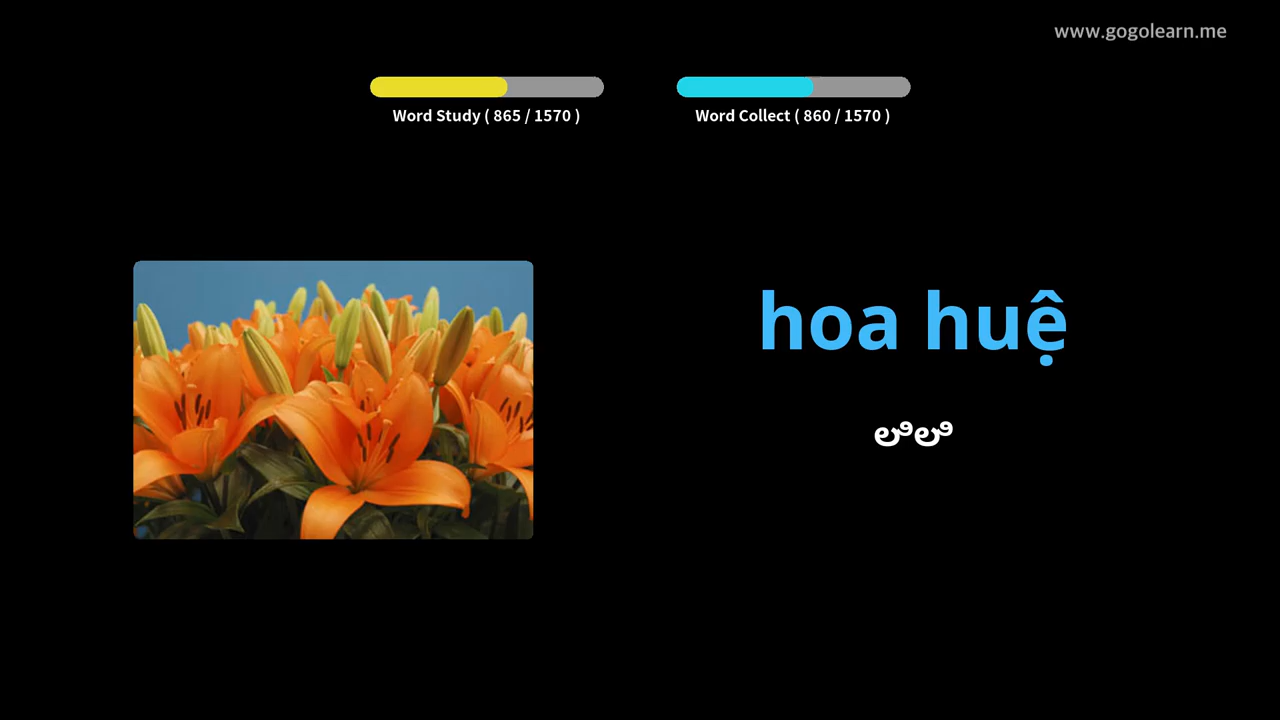 www.gogolearn.me
Word Study ( 865 / 1570 )
Word Collect ( 860 / 1570 )
hoa huệ
లిలి